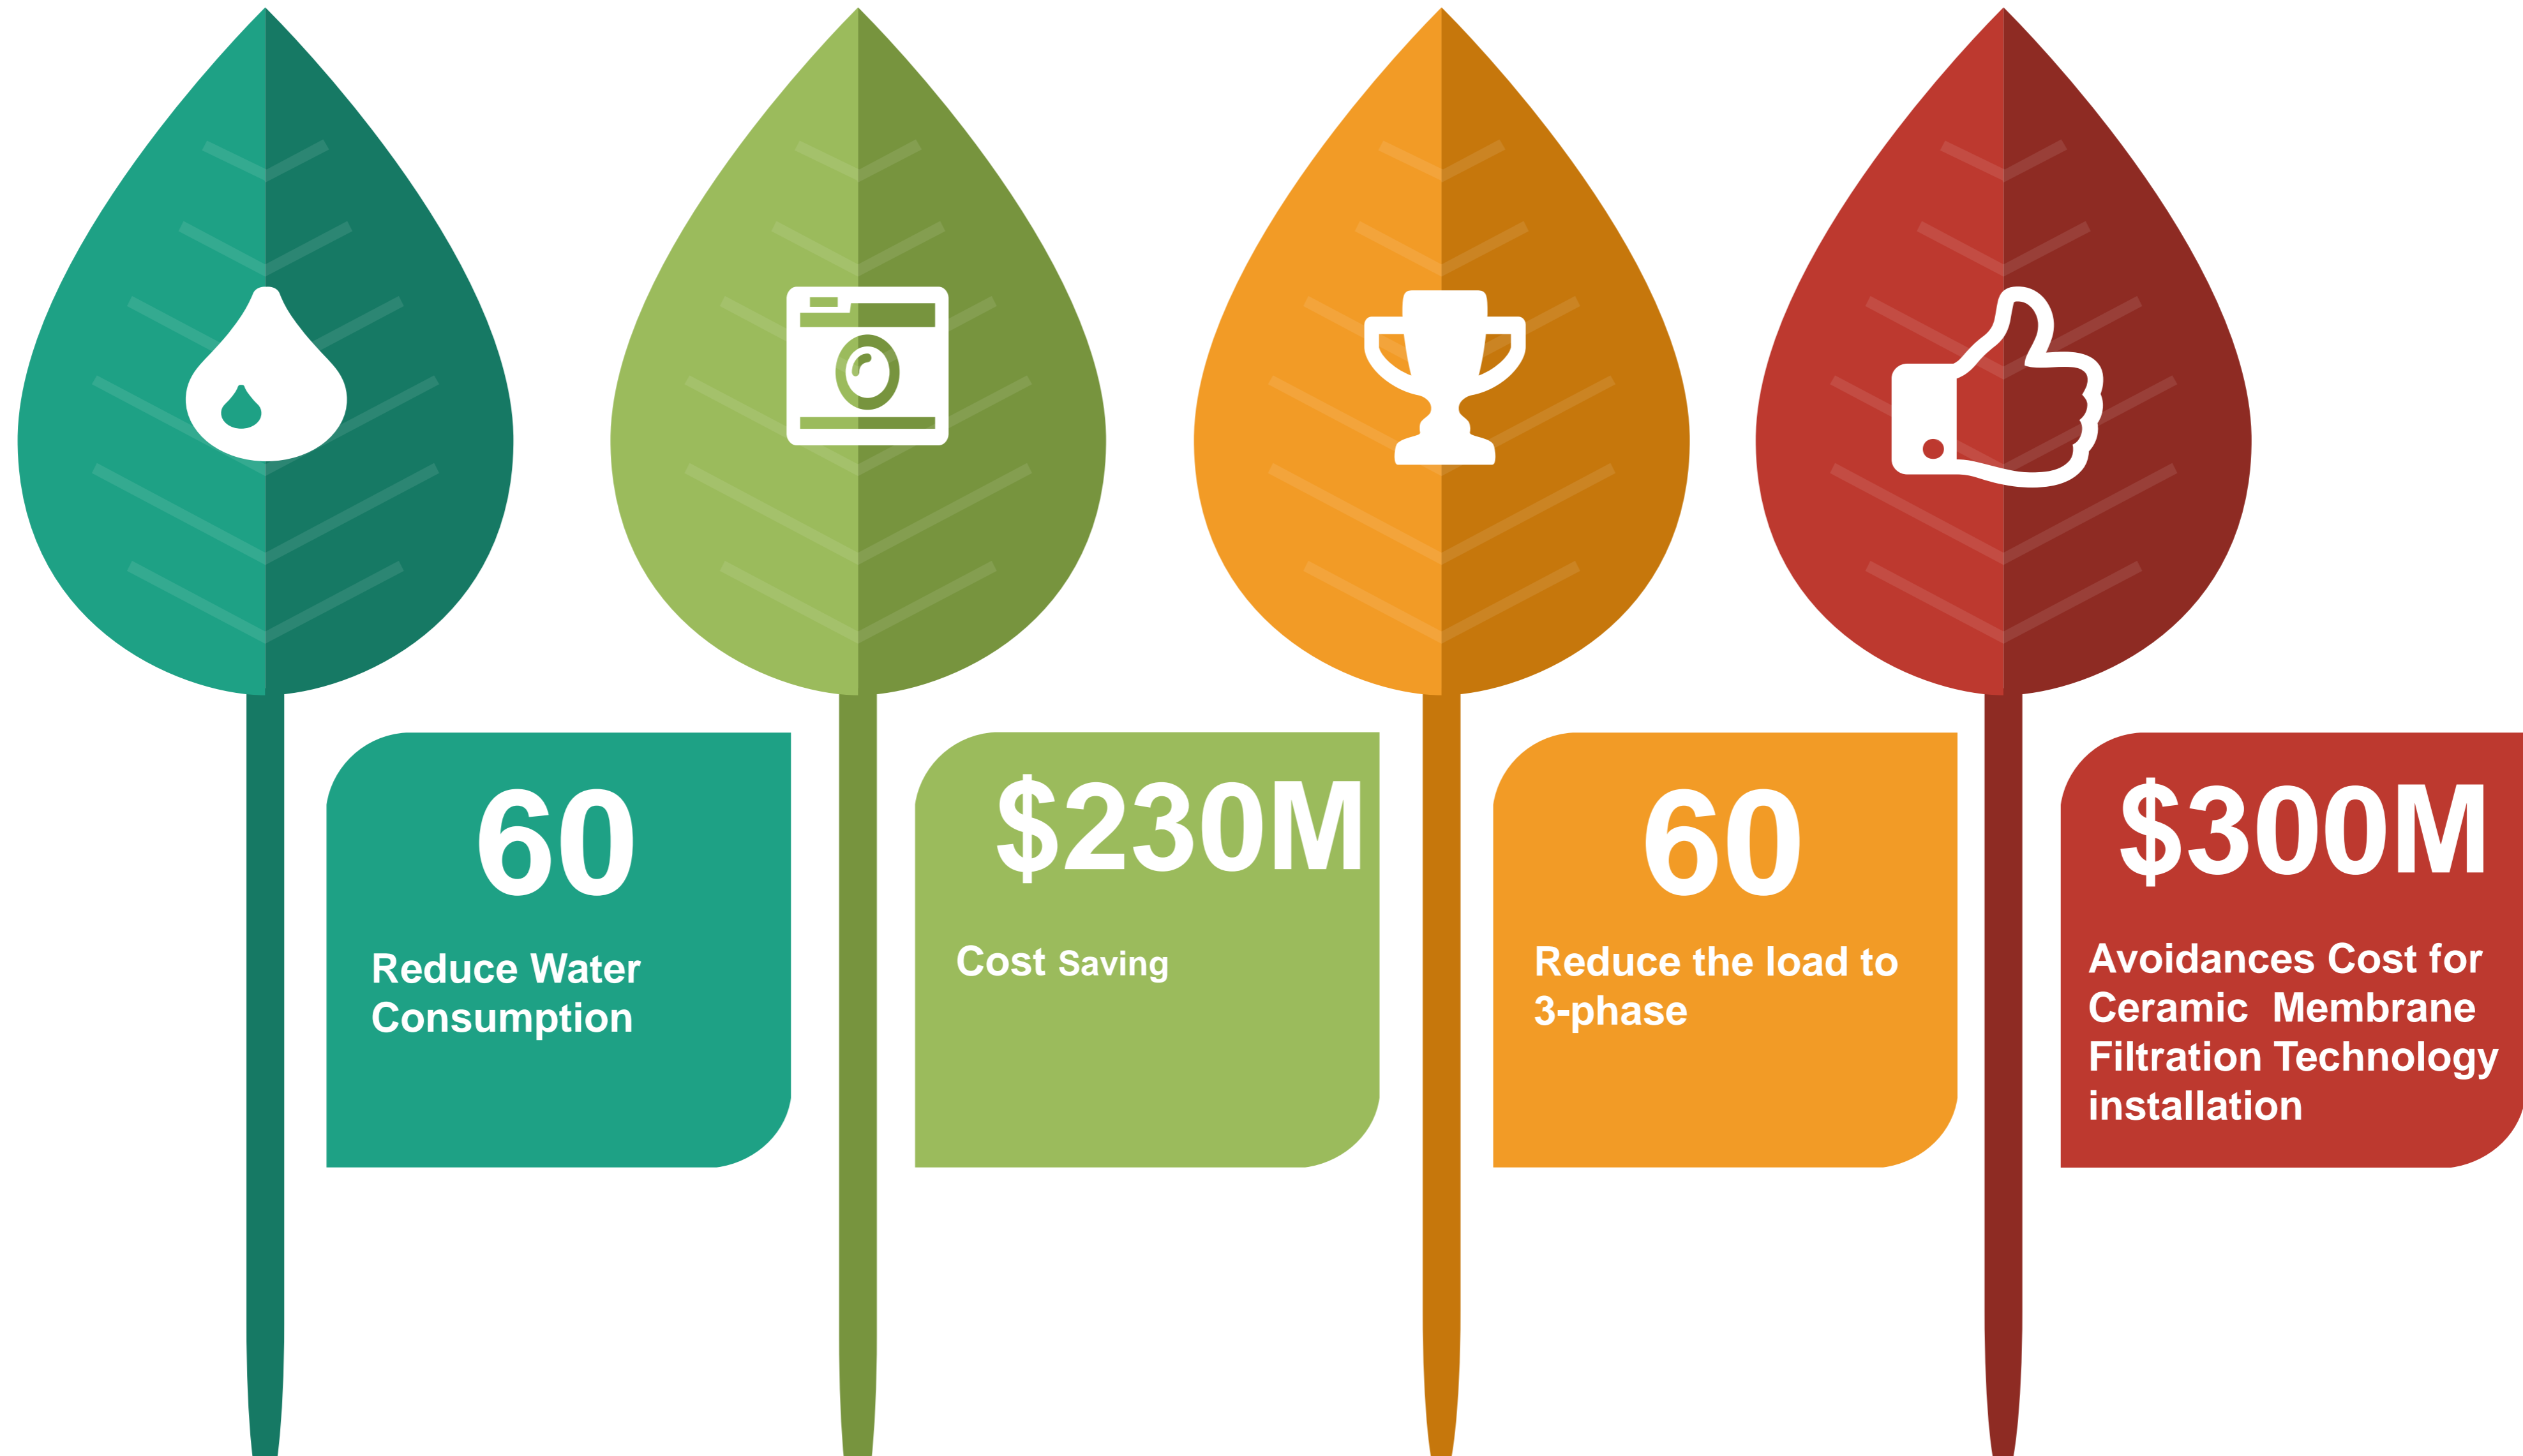 60
Reduce Water
Consumption
$230M
Cost Saving
60
Reduce the load to
3-phase
$300M
Avoidances Cost for
Ceramic  Membrane
Filtration Technology
installation